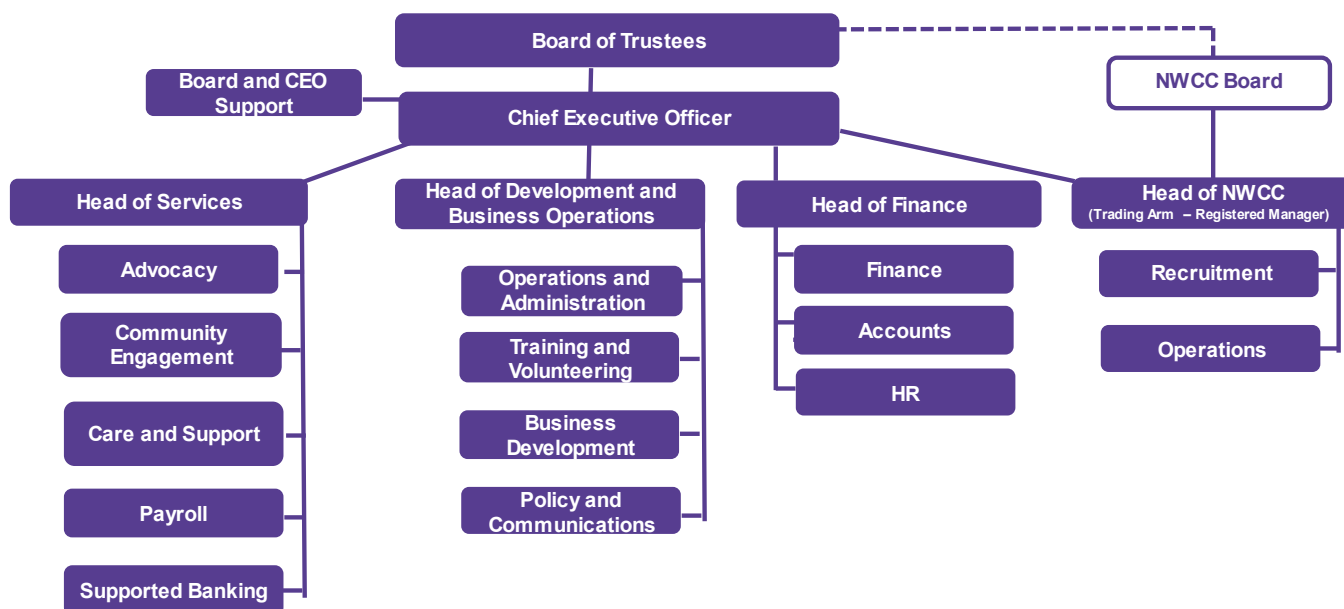 Board of Trustees
Board and CEO
Support
NWCC Board
Chief Executive Officer
Head of Services
Advocacy
Community
Engagement
Care and Support
Payroll
Supported Banking
Head of Development and
Business Operations
Operations and
Administration
Training and
Volunteering
Business
Development
Policy and
Communications
Head of Finance
Finance
Accounts
HR
Head of NWCC
(Trading Arm – Registered Manager)
Recruitment
Operations